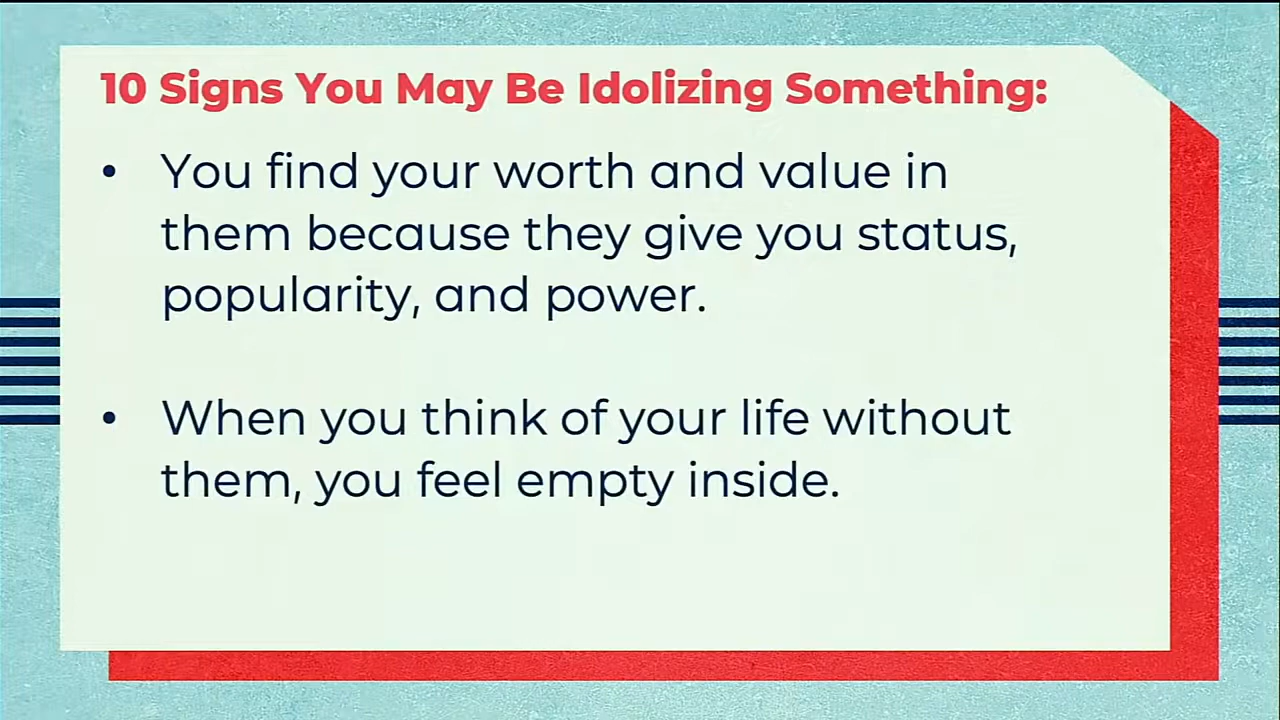 10 Signs You May Be Idolizing Something:
• You find your worth and value in
them because they give you status,
popularity, and power.
• When you think of your life without
them, you feel empty inside.